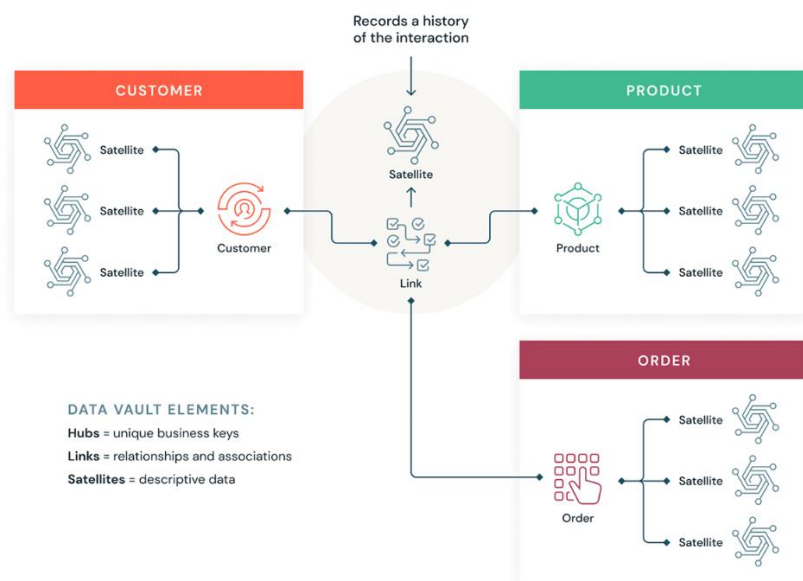 Records a history
of the interaction
CUSTOMER
Satellite
Satellite
Satellite
Customer
Satellite
Link
PRODUCT
Product
Satellite
Satellite
Satellite
ORDER
Order
Satellite
Satellite
Satellite
DATA VAULT ELEMENTS:
Hubs = unique business keys
Links = relationships and associations
Satellites = descriptive data